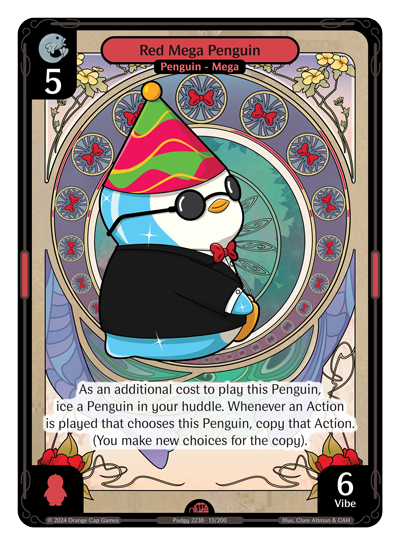 5
Red Mega Penguin
Penguin - Mega
As an additional cost to play this Penguin,
ice a Penguin in your huddle. Whenever an Action
is played that chooses this Penguin, copy that Action.
(You make new choices for the copy).
6
Vibe
© 2024 Orange Cap Games
Pudgy 2238 · 13/200
Illus. Clare Altman & CAH